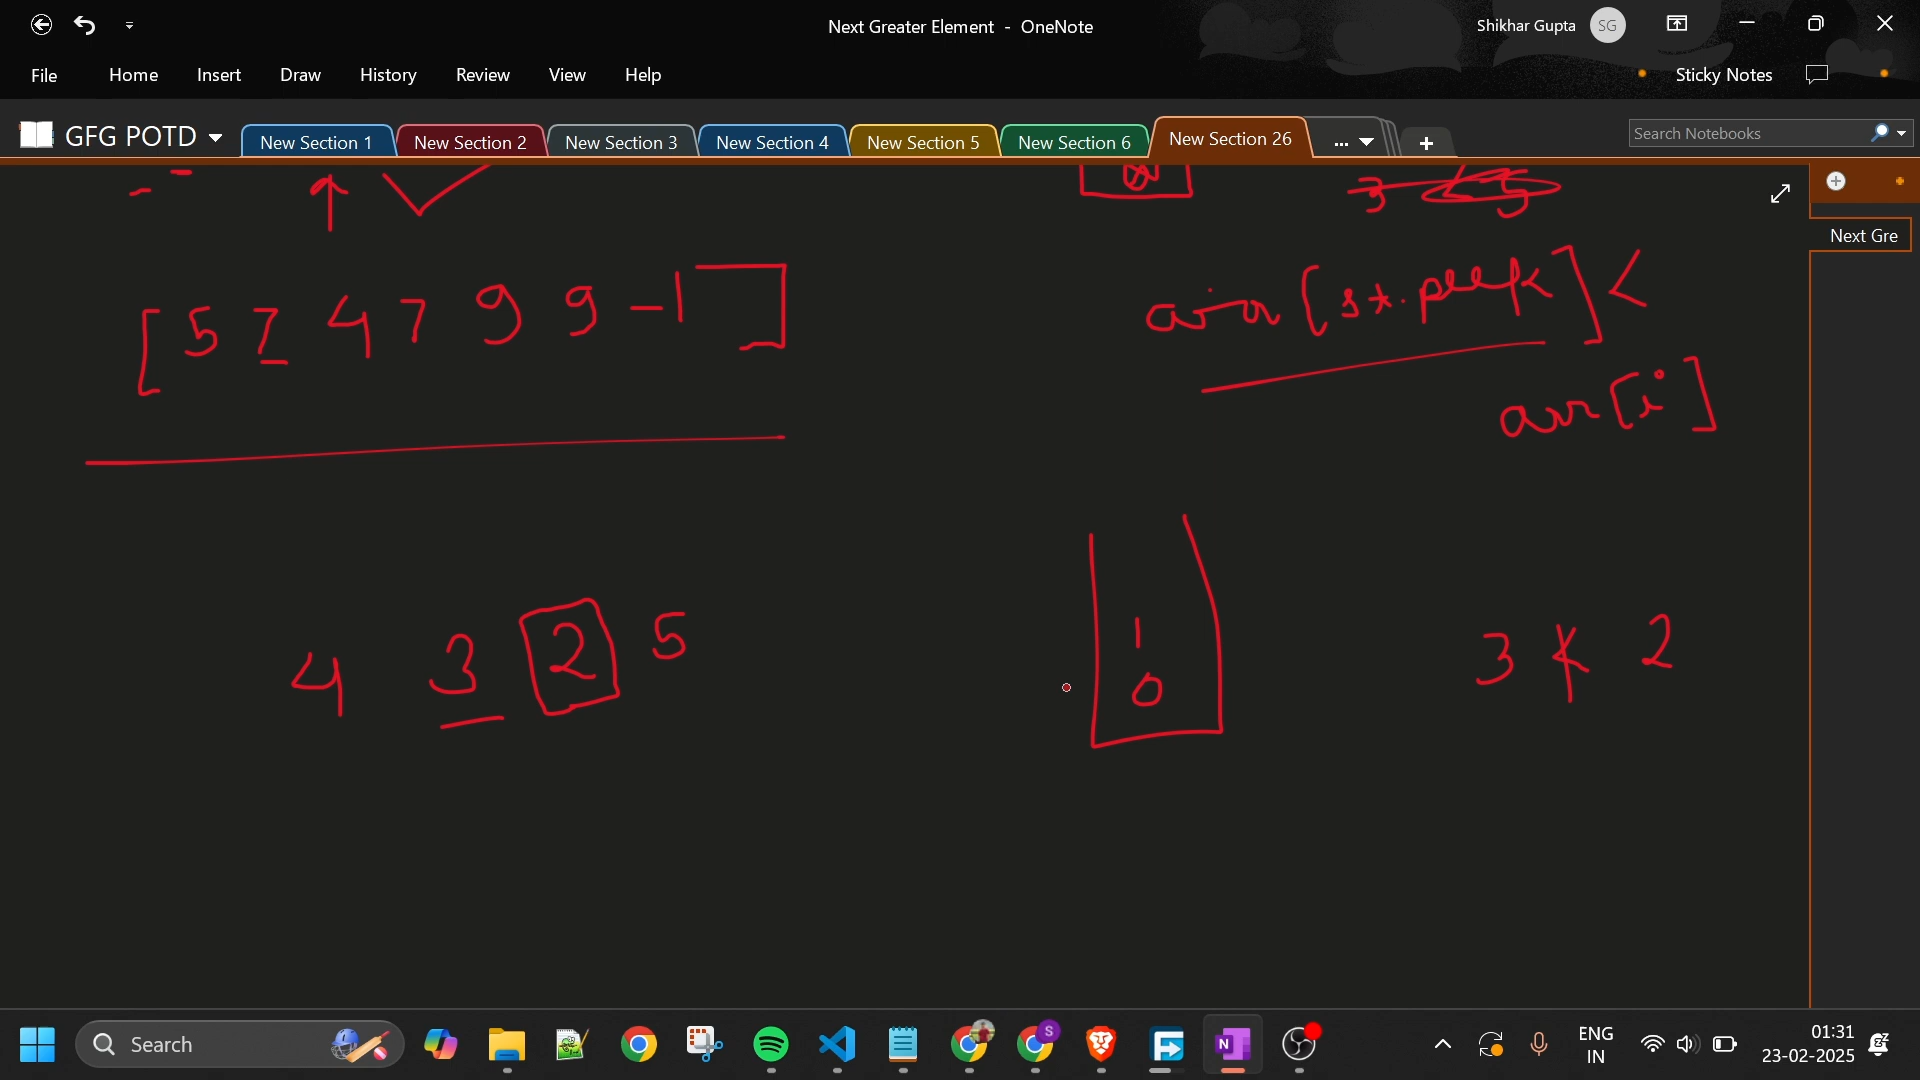 Next Greater Element - OneNote
Shikhar Gupta
SG
File Home Insert Draw History Review View Help
Sticky Notes
GFG POTD
New Section 1
New Section 2
New Section 3
New Section 4
New Section 5
New Section 6
New Section 26
...
Search Notebooks
Next Gre
3 < 5
[ 5 7 4 7 9 9 -1 ]
arr [st.peek] <
arr[i]
4 3 2 5
1
0
3 < 2
Search
S
N
ENG
IN
01:31
23-02-2025